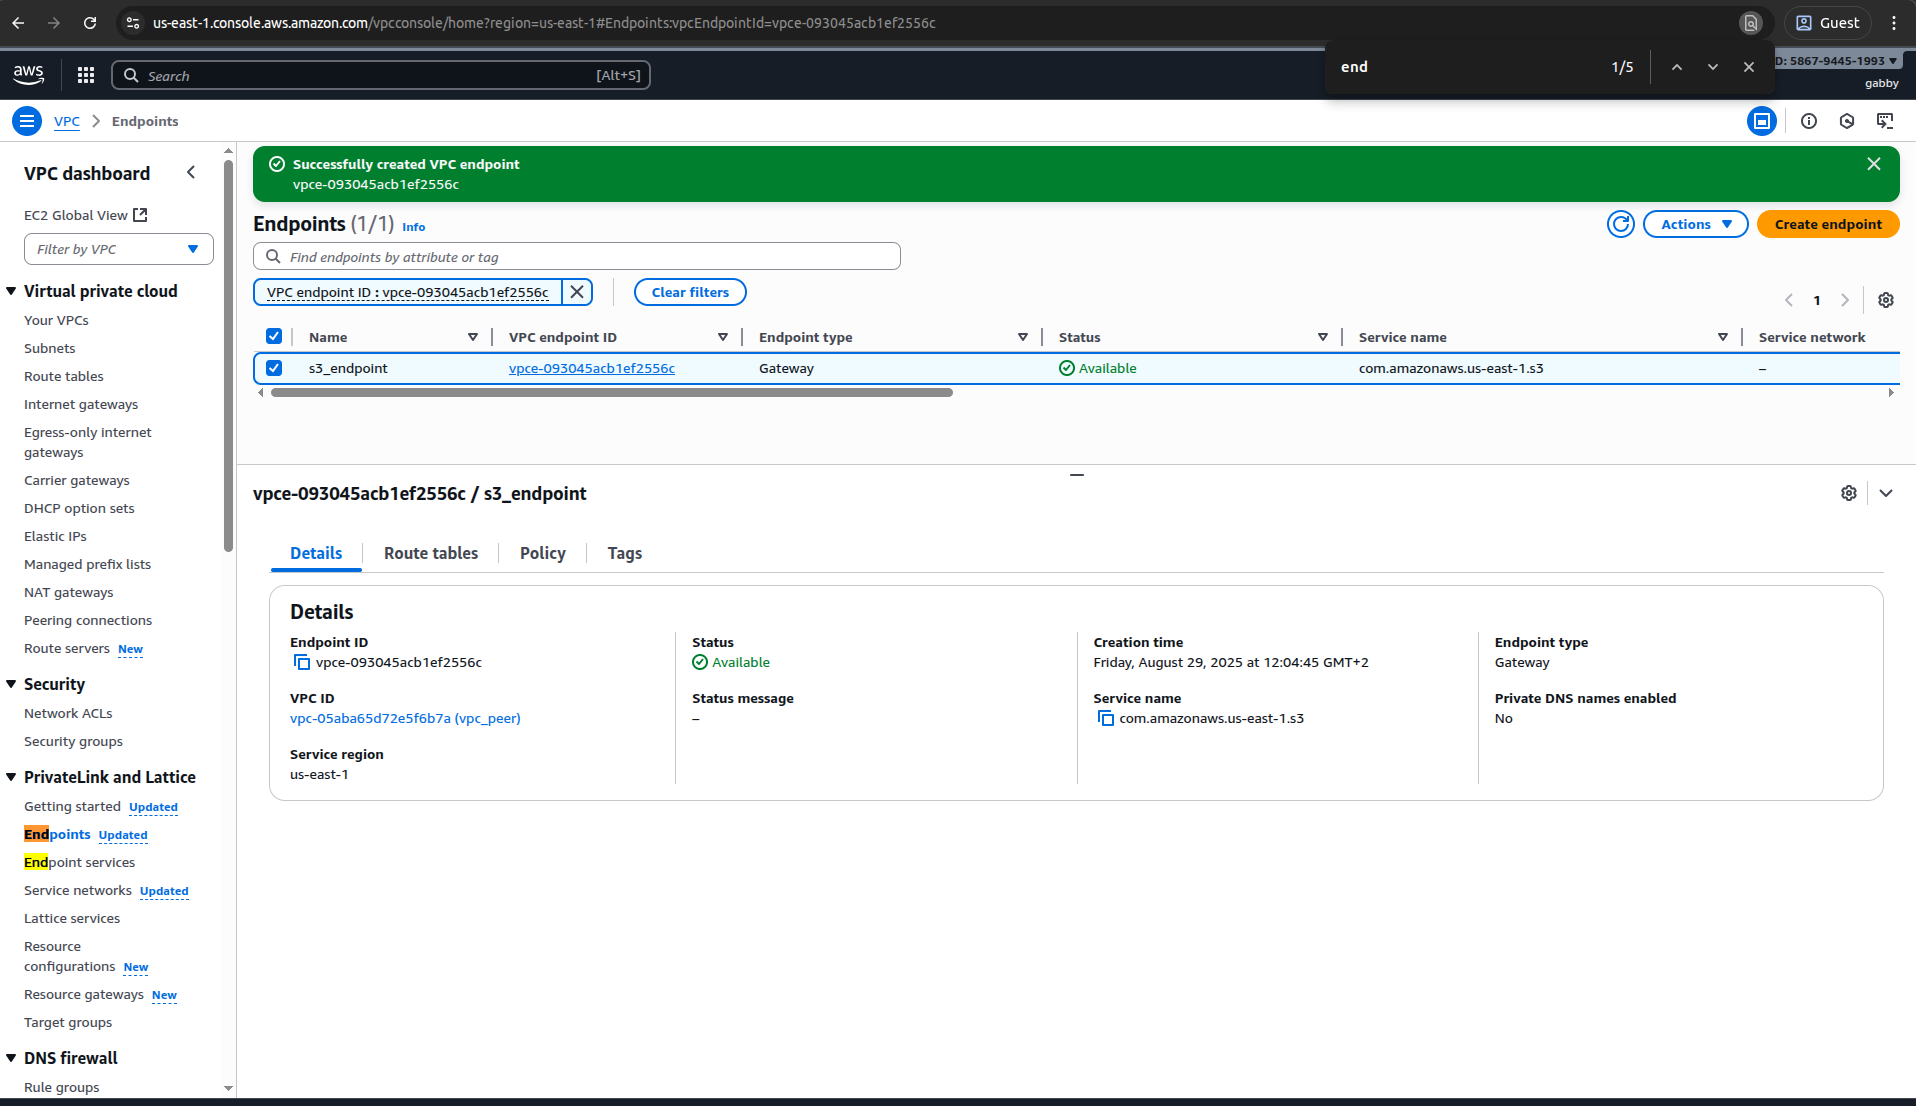 us-east-1.console.aws.amazon.com/vpcconsole/home?region=us-east-1#Endpoints:vpcEndpointId=vpce-093045acb1ef2556c
Guest
end
1/5
aws
Search
[Alt+S]
D: 5867-9445-1993
gabby
VPC
Endpoints
VPC dashboard
EC2 Global View
Filter by VPC
Virtual private cloud
Your VPCs
Subnets
Route tables
Internet gateways
Egress-only internet
gateways
Carrier gateways
DHCP option sets
Elastic IPs
Managed prefix lists
NAT gateways
Peering connections
Route servers New
Security
Network ACLs
Security groups
PrivateLink and Lattice
Getting started Updated
Endpoints Updated
Endpoint services
Service networks Updated
Lattice services
Resource
configurations New
Resource gateways New
Target groups
DNS firewall
Rule groups
Successfully created VPC endpoint
vpce-093045acb1ef2556c
Endpoints (1/1) Info
Actions
Create endpoint
Find endpoints by attribute or tag
VPC endpoint ID : vpce-093045acb1ef2556c
Clear filters
1
Name VPC endpoint ID Endpoint type Status Service name Service network
s3_endpoint vpce-093045acb1ef2556c Gateway Available com.amazonaws.us-east-1.s3 –
vpce-093045acb1ef2556c / s3_endpoint
Details Route tables Policy Tags
Details
Endpoint ID
vpce-093045acb1ef2556c
VPC ID
vpc-05aba65d72e5f6b7a (vpc_peer)
Service region
us-east-1
Status
Available
Status message
–
Creation time
Friday, August 29, 2025 at 12:04:45 GMT+2
Service name
com.amazonaws.us-east-1.s3
Endpoint type
Gateway
Private DNS names enabled
No